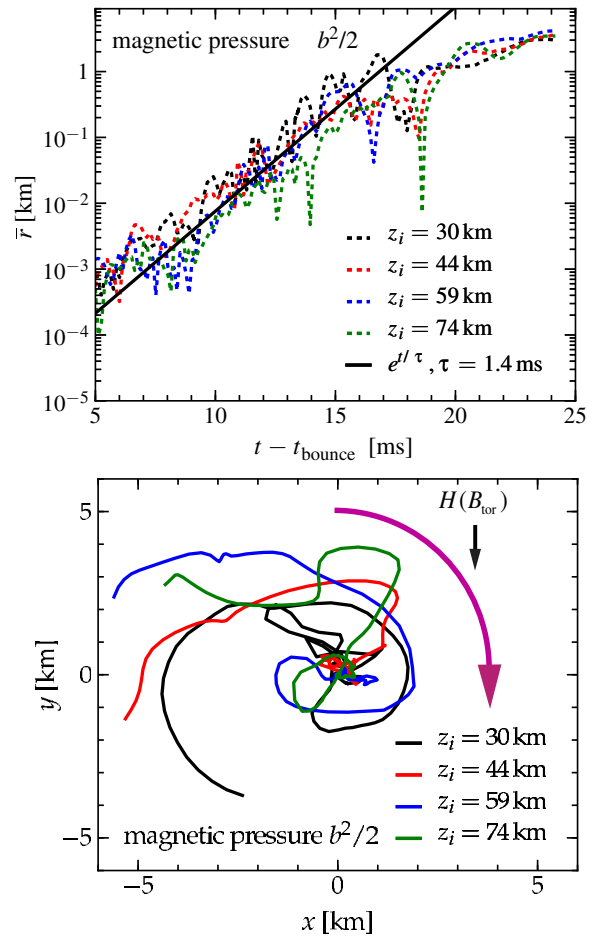 magnetic pressure b²/2
1
10⁻¹
10⁻²
10⁻³
10⁻⁴
10⁻⁵
r̄ [km]
z_i = 30 km
z_i = 44 km
z_i = 59 km
z_i = 74 km
e^{t/τ}, τ = 1.4 ms
5 10 15 20 25
t − t_bounce [ms]
H(B_tor)
5
0
−5
y [km]
z_i = 30 km
z_i = 44 km
z_i = 59 km
z_i = 74 km
magnetic pressure b²/2
−5 0 5
x [km]